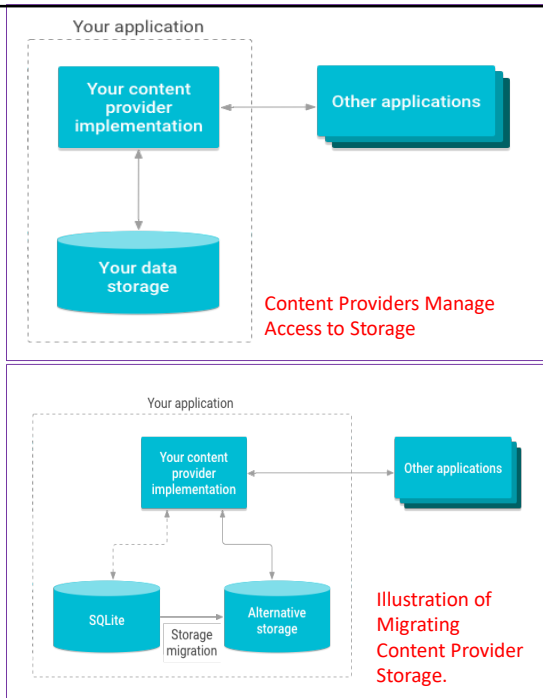 Your application
Your content
provider
implementation
Other applications
Your data
storage
Content Providers Manage
Access to Storage
Your application
Your content
provider
implementation
Other applications
SQLite
Storage
migration
Alternative
storage
Illustration of
Migrating
Content Provider
Storage.